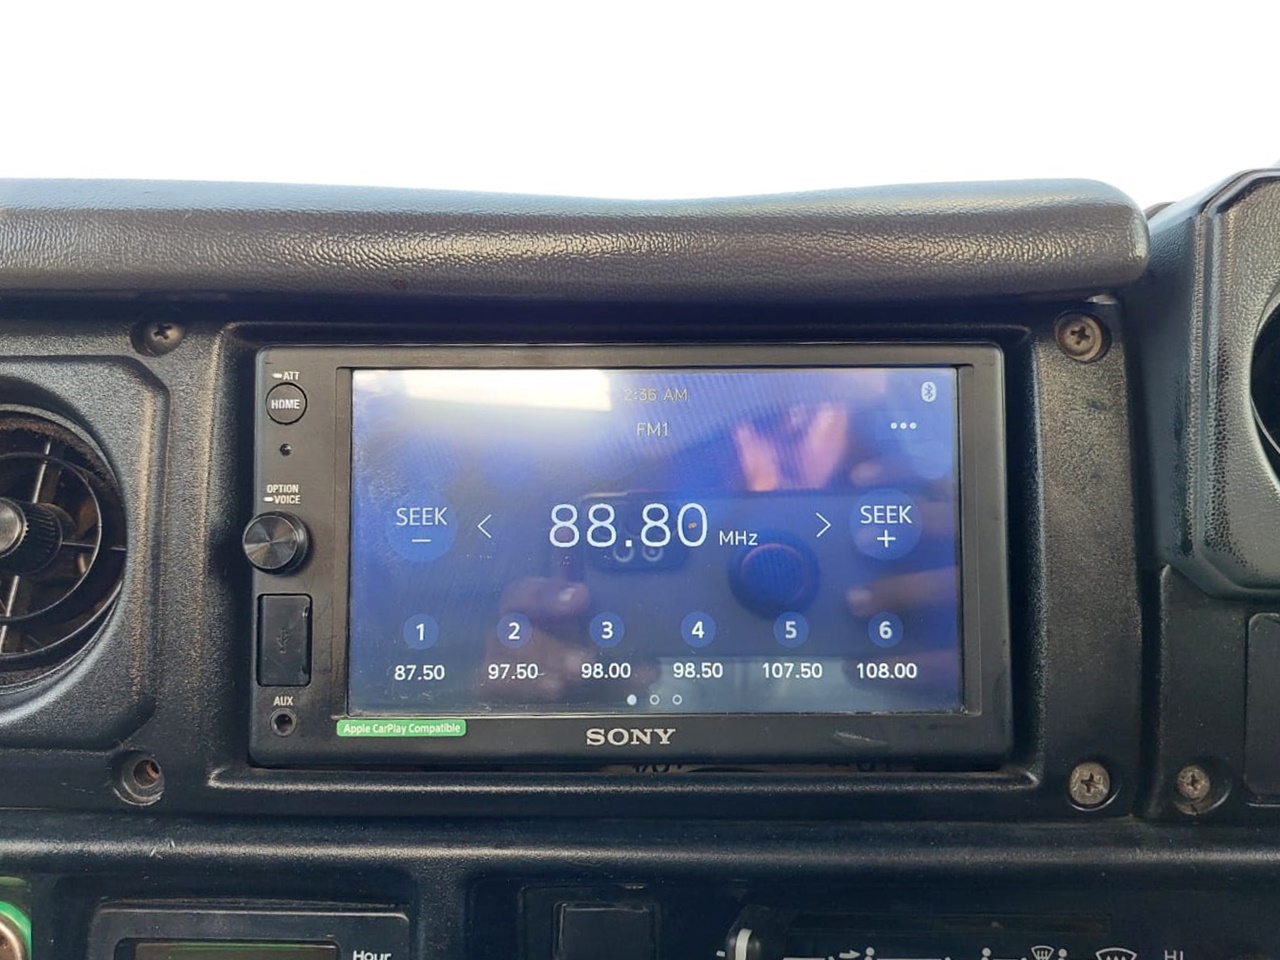 ATT
HOME
2:36 AM
FM1
OPTION
VOICE
SEEK
88.80 MHz
SEEK
1
2
3
4
5
6
87.50
97.50
98.00
98.50
107.50
108.00
AUX
Apple CarPlay Compatible
SONY
Hour